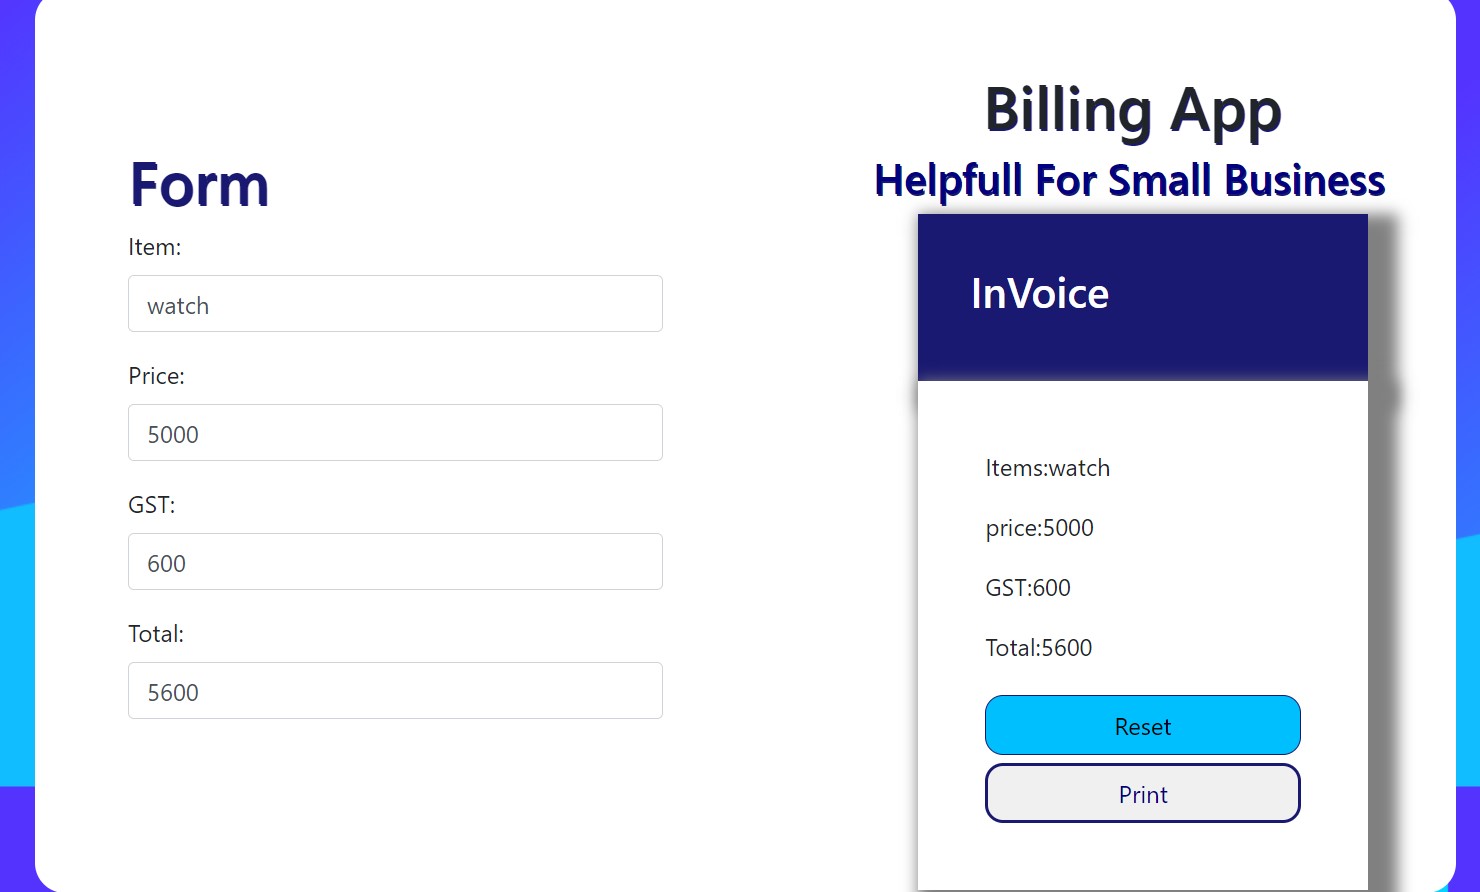 Form
Item:
watch
Price:
5000
GST:
600
Total:
5600
Billing App
Helpfull For Small Business
InVoice
Items:watch
price:5000
GST:600
Total:5600
Reset
Print